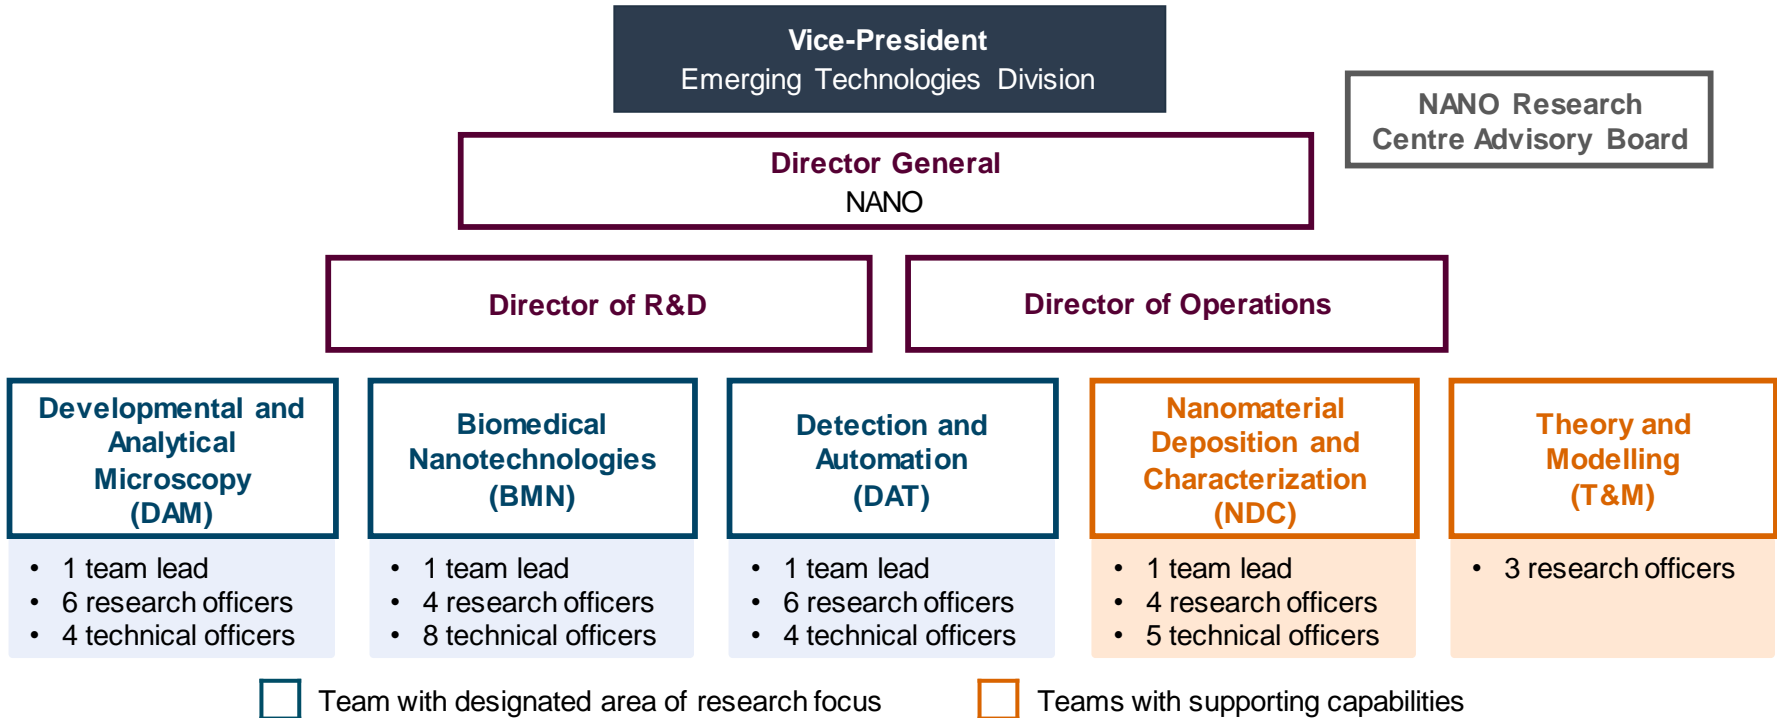 Vice-President
Emerging Technologies Division
NANO Research
Centre Advisory Board
Director General
NANO
Director of R&D
Director of Operations
Developmental and
Analytical
Microscopy
(DAM)
• 1 team lead
• 6 research officers
• 4 technical officers
Biomedical
Nanotechnologies
(BMN)
• 1 team lead
• 4 research officers
• 8 technical officers
Detection and
Automation
(DAT)
• 1 team lead
• 6 research officers
• 4 technical officers
Nanomaterial
Deposition and
Characterization
(NDC)
• 1 team lead
• 4 research officers
• 5 technical officers
Theory and
Modelling
(T&M)
• 3 research officers
Team with designated area of research focus
Teams with supporting capabilities